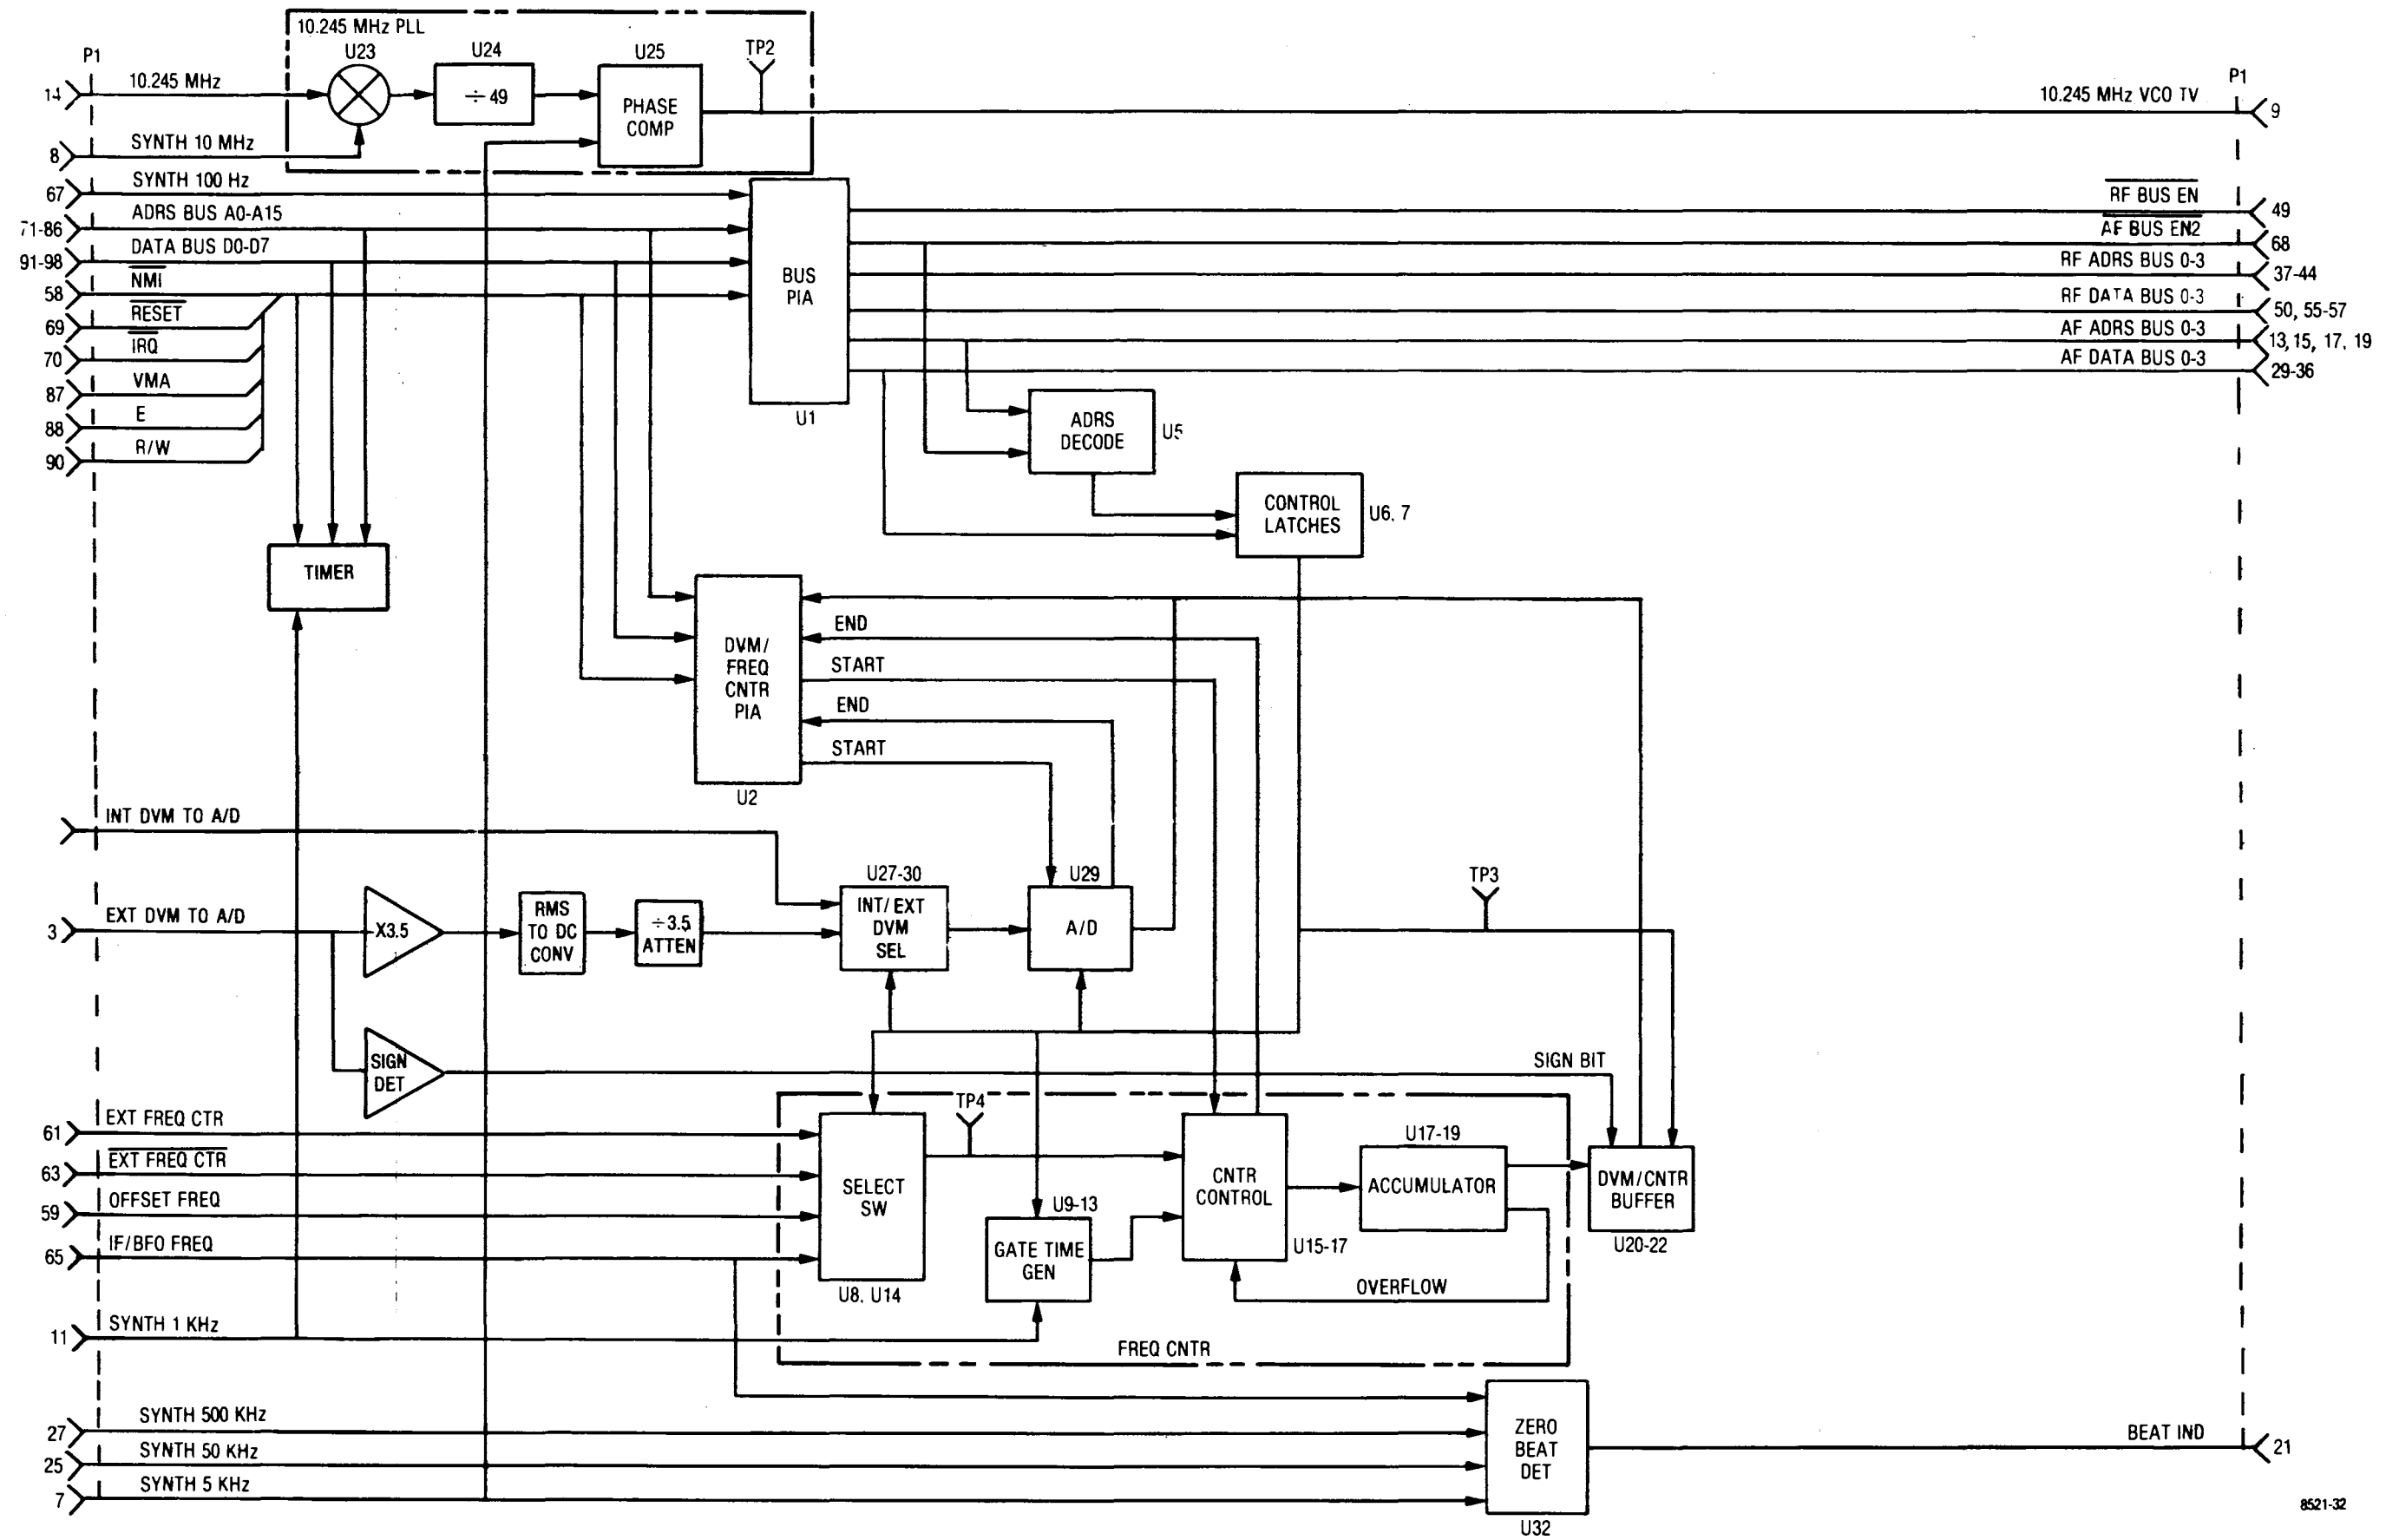 10.245 MHz PLL
U23
U24
U25
TP2
P1
P1
14
10.245 MHz
÷ 49
PHASE
COMP
10.245 MHz VCO TV
9
8
SYNTH 10 MHz
67
SYNTH 100 Hz
71-86
ADRS BUS A0-A15
91-98
DATA BUS D0-D7
58
NMI
69
RESET
70
IRQ
87
VMA
88
E
90
R/W
BUS
PIA
U1
RF BUS EN
49
AF BUS EN2
68
RF ADRS BUS 0-3
37-44
RF DATA BUS 0-3
50, 55-57
AF ADRS BUS 0-3
13, 15, 17, 19
AF DATA BUS 0-3
29-36
ADRS
DECODE
U5
CONTROL
LATCHES
U6, 7
TIMER
DVM/
FREQ
CNTR
PIA
U2
END
START
END
START
INT DVM TO A/D
3
EXT DVM TO A/D
X3.5
RMS
TO DC
CONV
÷3.5
ATTEN
U27-30
INT/EXT
DVM
SEL
U29
A/D
TP3
SIGN
DET
SIGN BIT
61
EXT FREQ CTR
63
EXT FREQ CTR
59
OFFSET FREQ
65
IF/BFO FREQ
11
SYNTH 1 KHz
SELECT
SW
U8, U14
TP4
U9-13
GATE TIME
GEN
CNTR
CONTROL
U15-17
U17-19
ACCUMULATOR
OVERFLOW
FREQ CNTR
DVM/CNTR
BUFFER
U20-22
27
SYNTH 500 KHz
25
SYNTH 50 KHz
7
SYNTH 5 KHz
ZERO
BEAT
DET
U32
BEAT IND
21
8521-32